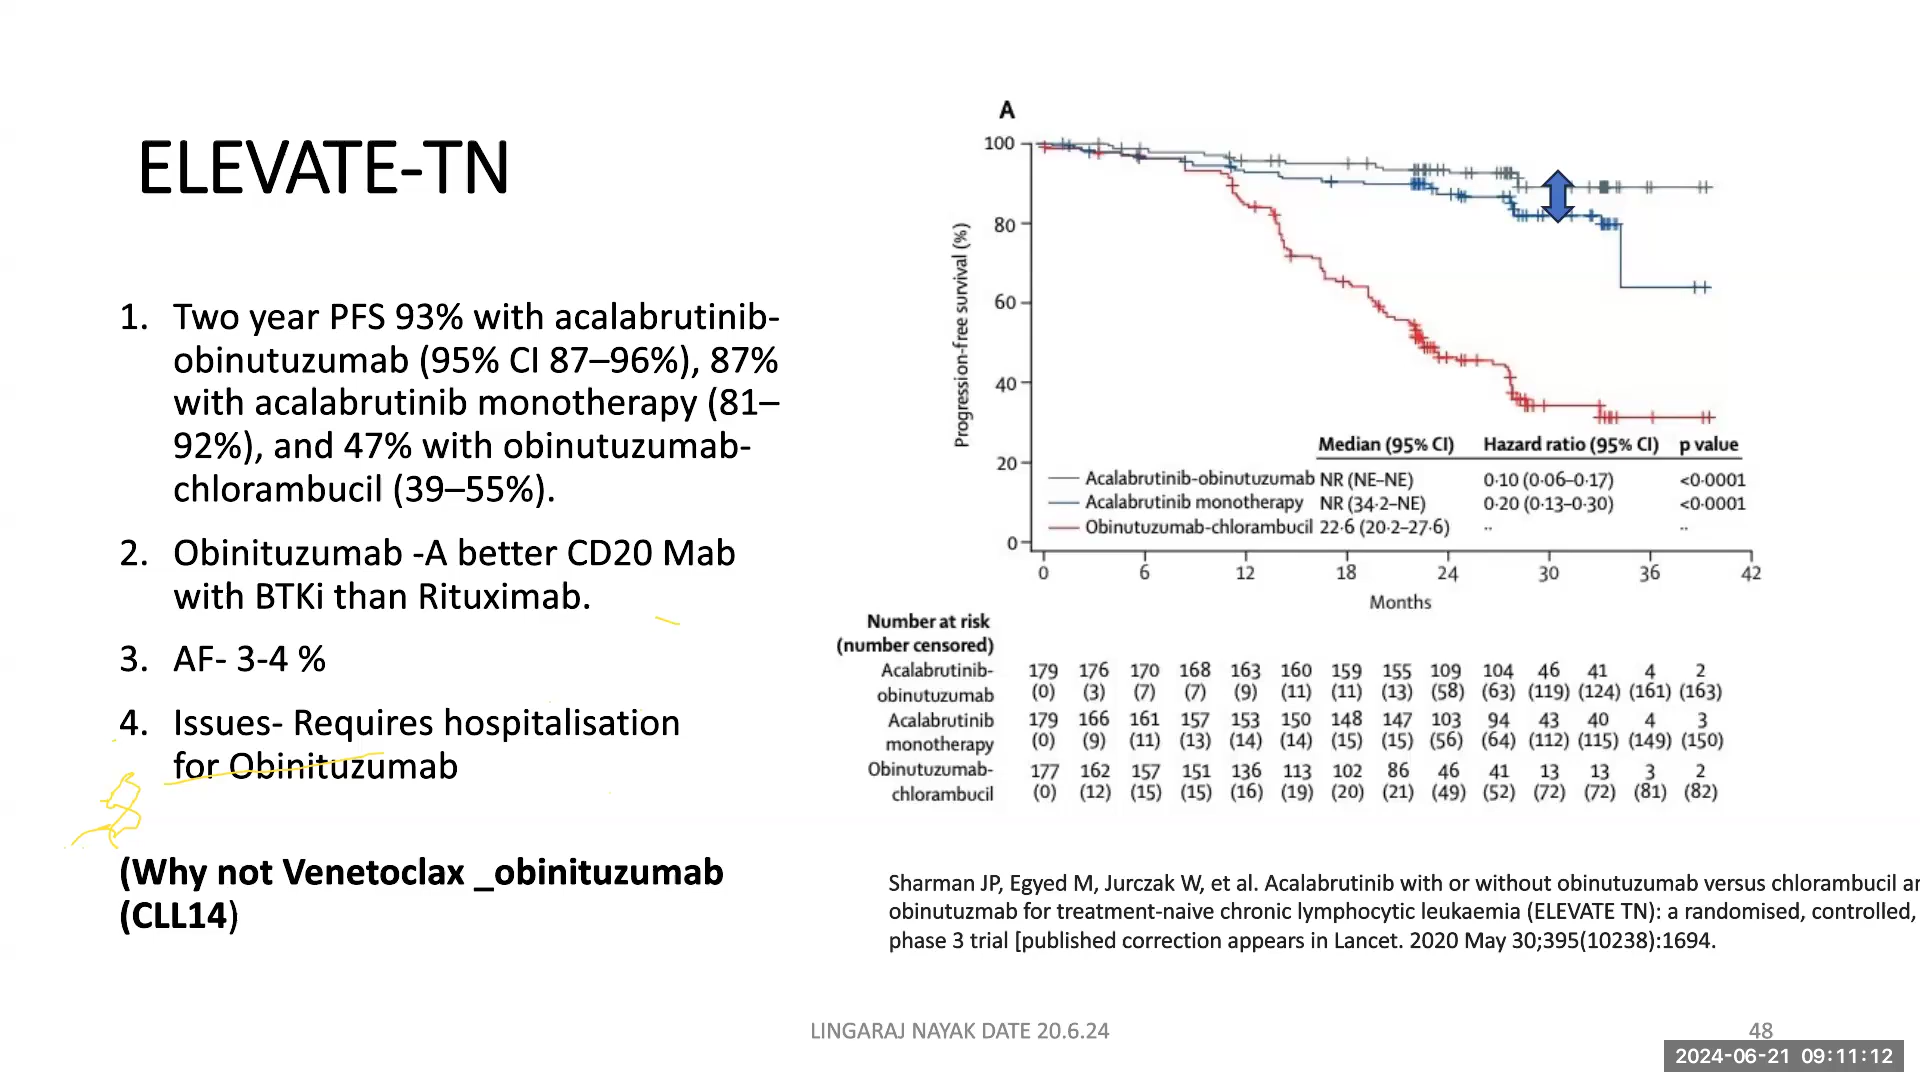 ELEVATE-TN
1. Two year PFS 93% with acalabrutinib-
obinutuzumab (95% CI 87–96%), 87%
with acalabrutinib monotherapy (81–
92%), and 47% with obinutuzumab-
chlorambucil (39–55%).
2. Obinituzumab -A better CD20 Mab
with BTKi than Rituximab.
3. AF- 3-4 %
4. Issues- Requires hospitalisation
for Obinituzumab
(Why not Venetoclax _obinituzumab
(CLL14)
A
Progression-free survival (%)
100
80
60
40
20
0
Median (95% CI) Hazard ratio (95% CI) p value
Acalabrutinib-obinutuzumab NR (NE–NE) 0·10 (0·06–0·17) <0·0001
Acalabrutinib monotherapy NR (34·2–NE) 0·20 (0·13–0·30) <0·0001
Obinutuzumab-chlorambucil 22·6 (20·2–27·6) ·· ··
0 6 12 18 24 30 36 42
Months
Number at risk
(number censored)
Acalabrutinib- 179 176 170 168 163 160 159 155 109 104 46 41 4 2
obinutuzumab (0) (3) (7) (7) (9) (11) (11) (13) (58) (63) (119) (124) (161) (163)
Acalabrutinib 179 166 161 157 153 150 148 147 103 94 43 40 4 3
monotherapy (0) (9) (11) (13) (14) (14) (15) (15) (56) (64) (112) (115) (149) (150)
Obinutuzumab- 177 162 157 151 136 113 102 86 46 41 13 13 3 2
chlorambucil (0) (12) (15) (15) (16) (19) (20) (21) (49) (52) (72) (72) (81) (82)
Sharman JP, Egyed M, Jurczak W, et al. Acalabrutinib with or without obinutuzumab versus chlorambucil ar
obinutuzmab for treatment-naive chronic lymphocytic leukaemia (ELEVATE TN): a randomised, controlled,
phase 3 trial [published correction appears in Lancet. 2020 May 30;395(10238):1694.
LINGARAJ NAYAK DATE 20.6.24
48
2024-06-21 09:11:12